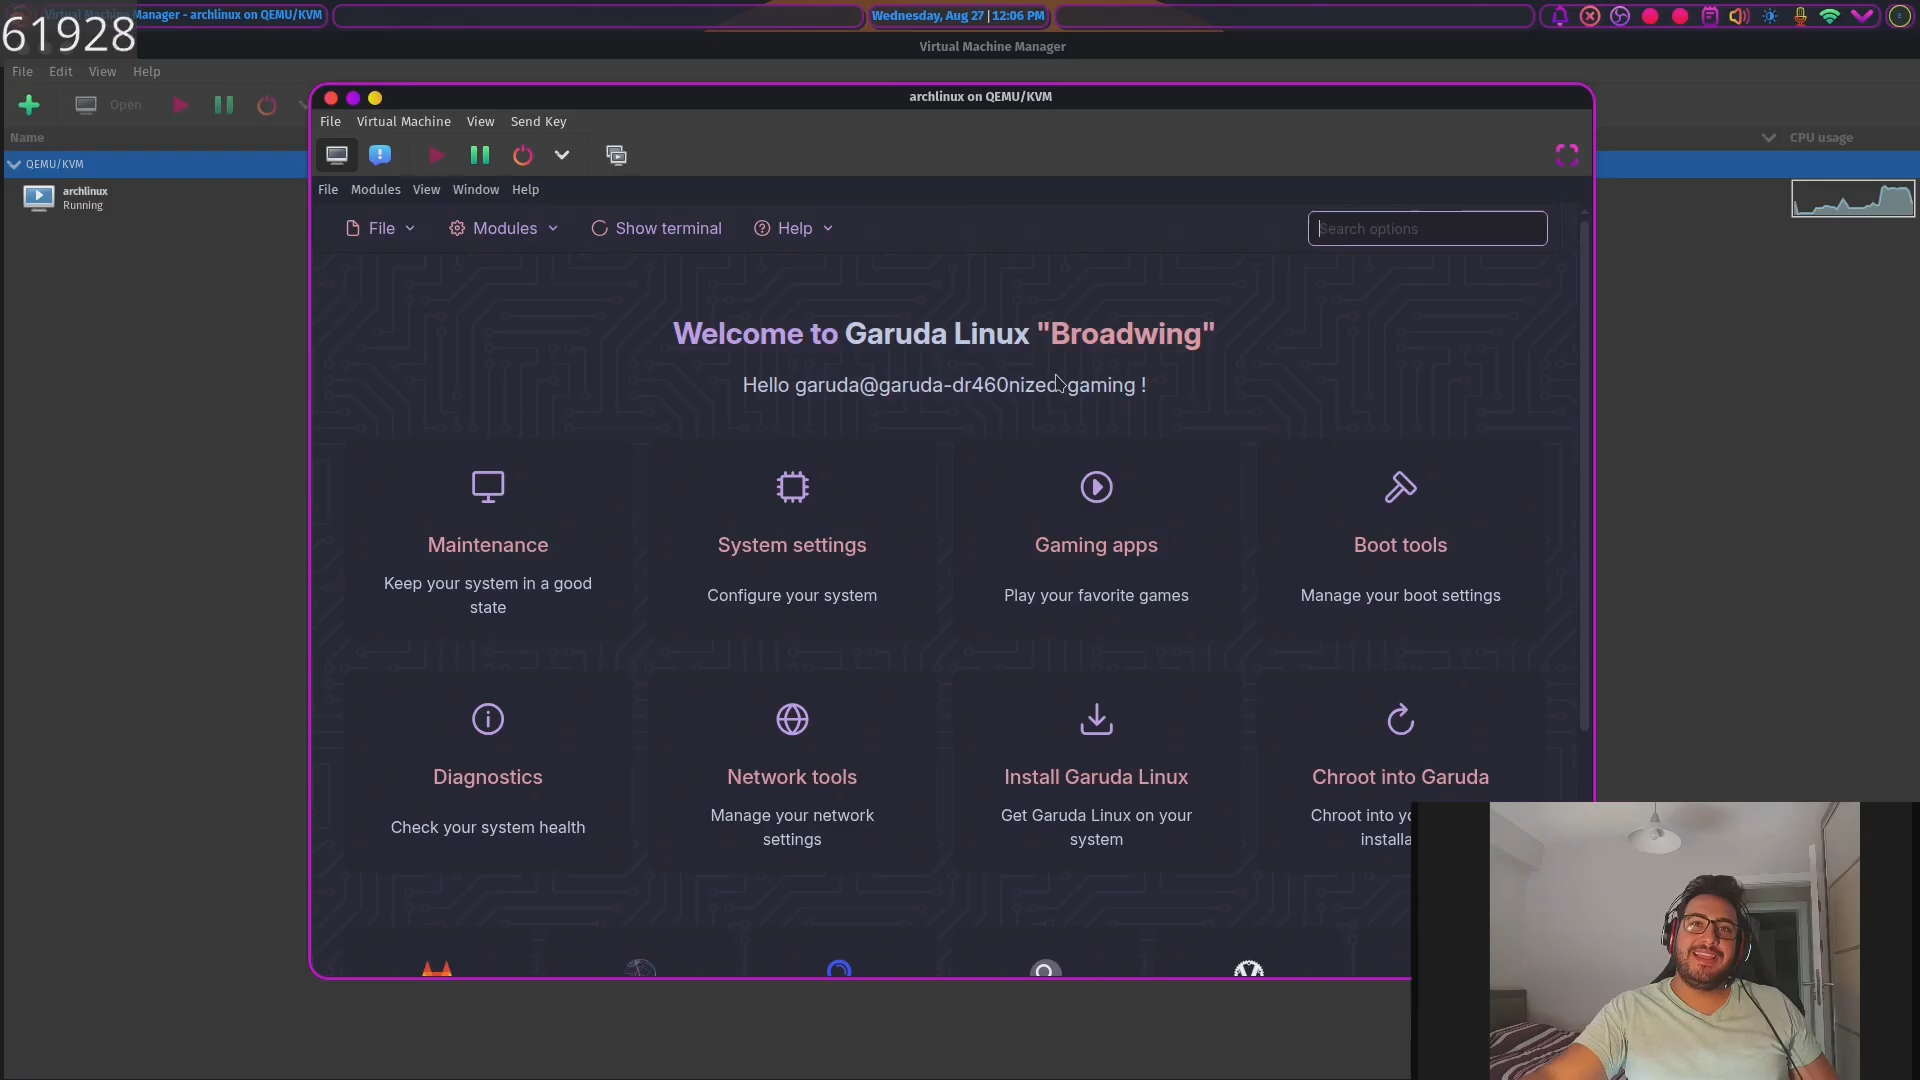 Virtual Machine Manager - archlinux on QEMU/KVM
Wednesday, Aug 27 | 12:06 PM
61928
Virtual Machine Manager
File Edit View Help
Open
Name
CPU usage
QEMU/KVM
archlinux
Running
archlinux on QEMU/KVM
File Virtual Machine View Send Key
File Modules View Window Help
File Modules Show terminal Help
Search options
Welcome to Garuda Linux "Broadwing"
Hello garuda@garuda-dr460nized-gaming !
Maintenance
Keep your system in a good
state
System settings
Configure your system
Gaming apps
Play your favorite games
Boot tools
Manage your boot settings
Diagnostics
Check your system health
Network tools
Manage your network
settings
Install Garuda Linux
Get Garuda Linux on your
system
Chroot into Garuda
Chroot into